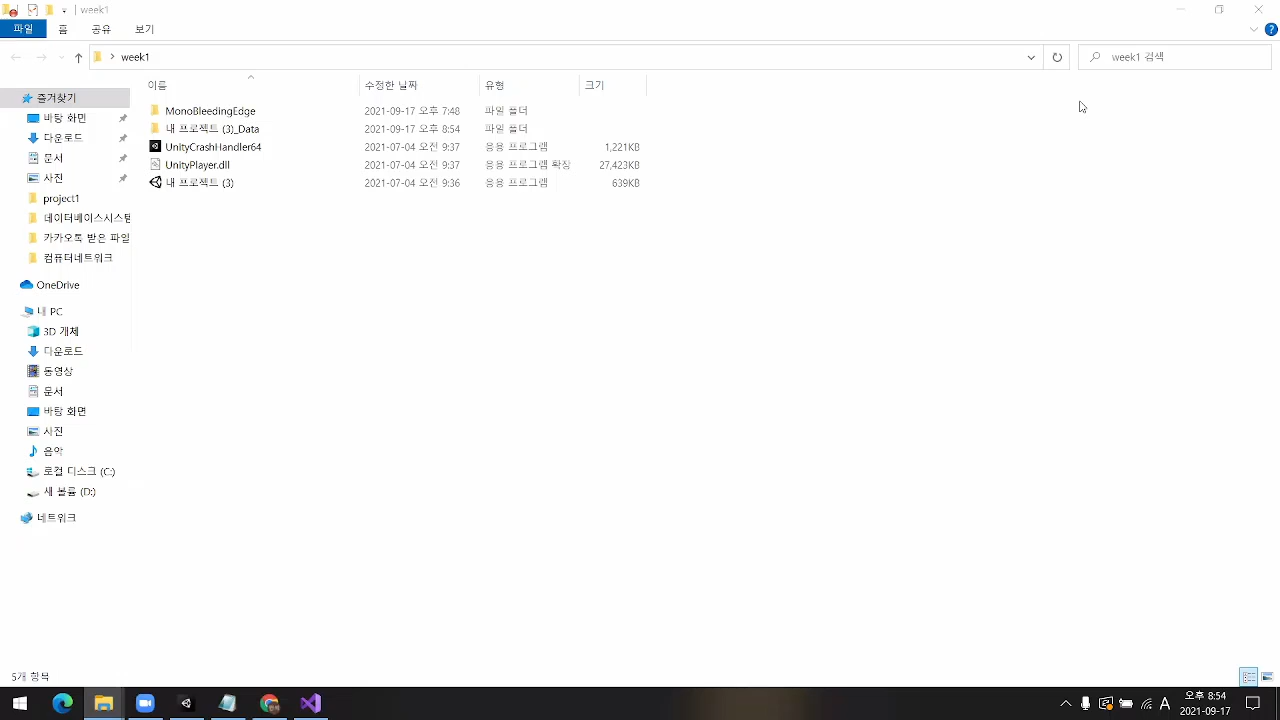 week1
파일 홈 공유 보기
week1
week1 검색
이름 수정한 날짜 유형 크기
MonoBleedingEdge 2021-09-17 오후 7:48 파일 폴더
내 프로젝트 (3)_Data 2021-09-17 오후 8:54 파일 폴더
UnityCrashHandler64 2021-07-04 오전 9:37 응용 프로그램 1,221KB
UnityPlayer.dll 2021-07-04 오전 9:37 응용 프로그램 확장 27,423KB
내 프로젝트 (3) 2021-07-04 오전 9:36 응용 프로그램 639KB
즐겨찾기
바탕 화면
다운로드
문서
사진
project1
데이터베이스시스템
카카오톡 받은 파일
컴퓨터네트워크
OneDrive
내 PC
3D 개체
다운로드
동영상
문서
바탕 화면
사진
음악
로컬 디스크 (C:)
새 볼륨 (D:)
네트워크
5개 항목
A
오후 8:54
2021-09-17